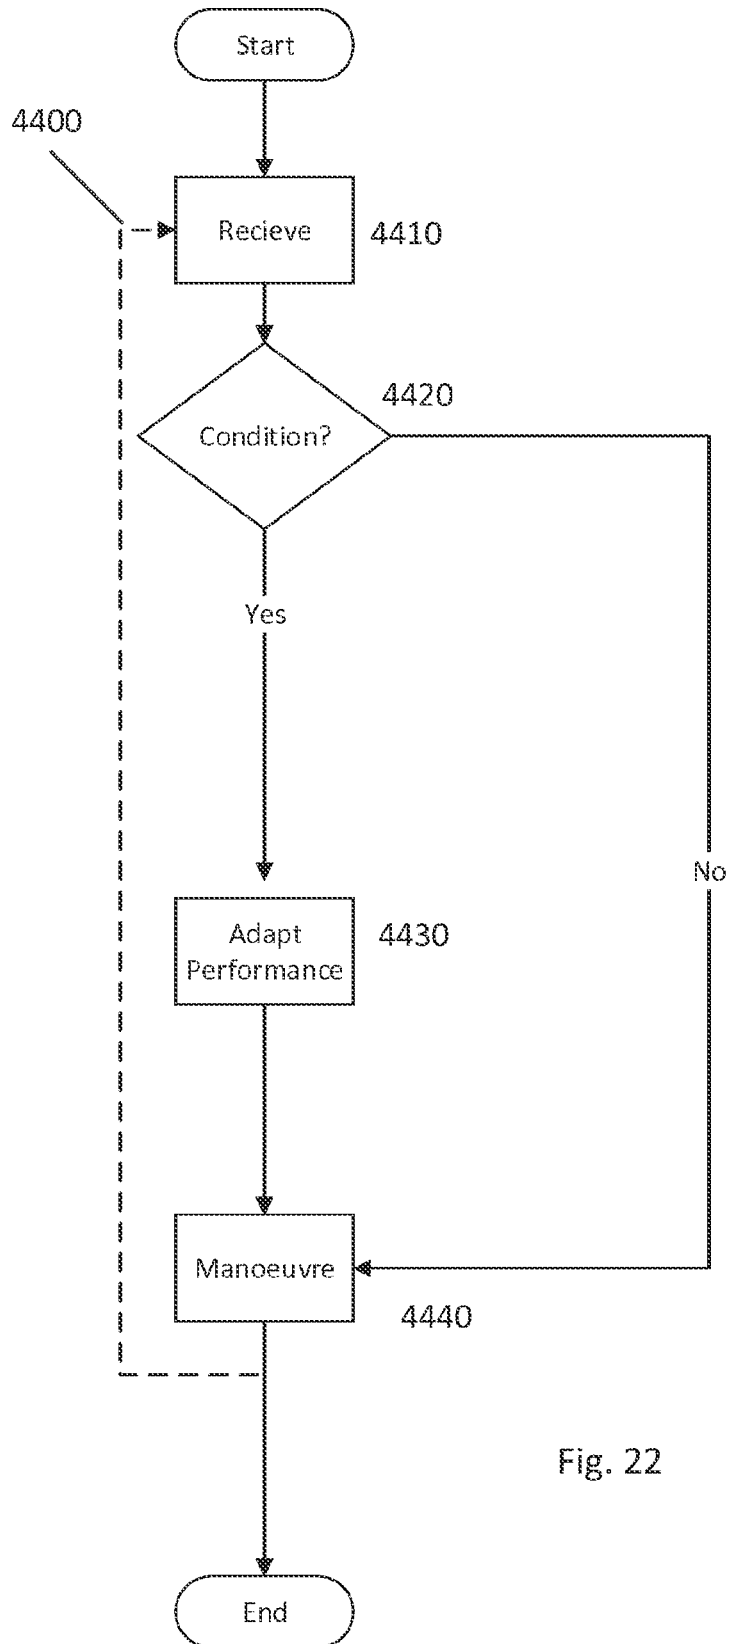 Start
4400
Recieve
4410
4420
Condition?
Yes
No
Adapt
Performance
4430
Manoeuvre
4440
Fig. 22
End